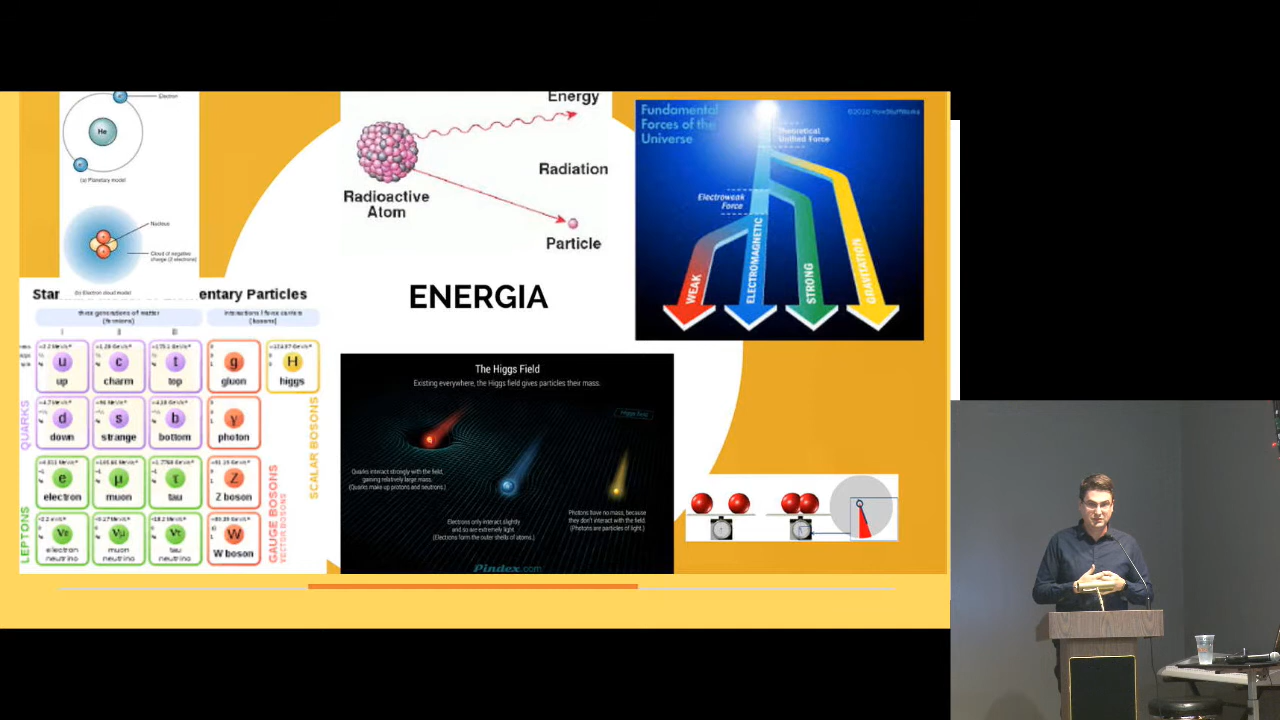 Electron
He
(a) Planetary model
Nucleus
Cloud of negative
charge (2 electrons)
(b) Electron cloud model
Energy
Radiation
Radioactive
Atom
Particle
ENERGIA
Fundamental
Forces of the
Universe
©2012 HowStuffWorks
Theoretical
Unified Force
Electroweak
Force
WEAK
ELECTROMAGNETIC
STRONG
GRAVITATION
entary Particles
three generations of matter
(fermions)
interactions / force carriers
(bosons)
I II III
u c t g H
up charm top gluon higgs
d s b γ
down strange bottom photon
e μ τ Z
electron muon tau Z boson
νe νμ ντ W
electron
neutrino
muon
neutrino
tau
neutrino
W boson
QUARKS
LEPTONS
GAUGE BOSONS
VECTOR BOSONS
SCALAR BOSONS
The Higgs Field
Existing everywhere, the Higgs field gives particles their mass.
Higgs field
Quarks interact strongly with the field,
gaining relatively large mass.
(Quarks make up protons and neutrons.)
Electrons only interact slightly
and so are extremely light.
(Electrons form the outer shells of atoms.)
Photons have no mass, because
they don't interact with the field.
(Photons are particles of light.)
Pindex.com